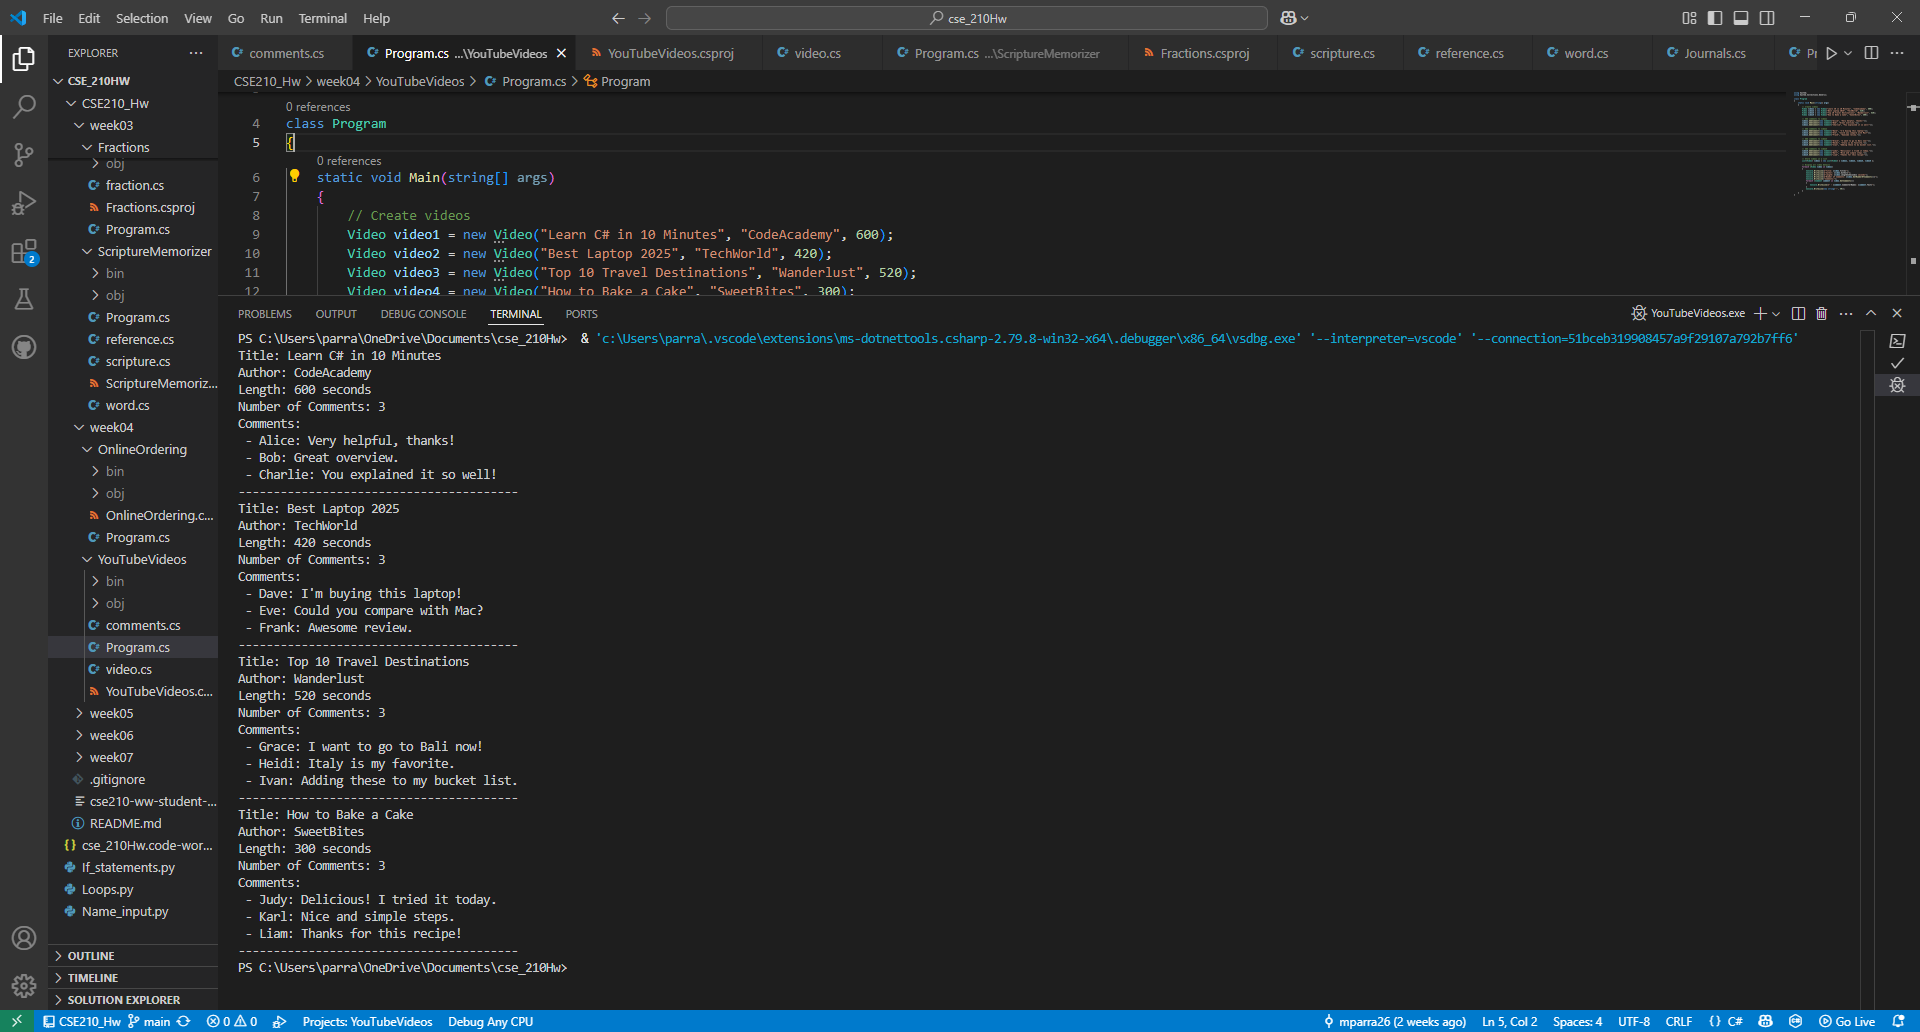 File Edit Selection View Go Run Terminal Help
cse_210Hw
EXPLORER
CSE_210HW
CSE210_Hw
week03
Fractions
obj
fraction.cs
Fractions.csproj
Program.cs
ScriptureMemorizer
bin
obj
Program.cs
reference.cs
scripture.cs
ScriptureMemoriz...
word.cs
week04
OnlineOrdering
bin
obj
OnlineOrdering.c...
Program.cs
YouTubeVideos
bin
obj
comments.cs
Program.cs
video.cs
YouTubeVideos.c...
week05
week06
week07
.gitignore
cse210-ww-student-...
README.md
cse_210Hw.code-wor...
If_statements.py
Loops.py
Name_input.py
OUTLINE
TIMELINE
SOLUTION EXPLORER
2
comments.cs Program.cs ...\YouTubeVideos YouTubeVideos.csproj video.cs Program.cs ...\ScriptureMemorizer Fractions.csproj scripture.cs reference.cs word.cs Journals.cs Pr
CSE210_Hw > week04 > YouTubeVideos > Program.cs > Program
0 references
4 class Program
5 {
0 references
6 static void Main(string[] args)
7 {
8 // Create videos
9 Video video1 = new Video("Learn C# in 10 Minutes", "CodeAcademy", 600);
10 Video video2 = new Video("Best Laptop 2025", "TechWorld", 420);
11 Video video3 = new Video("Top 10 Travel Destinations", "Wanderlust", 520);
12 Video video4 = new Video("How to Bake a Cake", "SweetBites", 300);
PROBLEMS OUTPUT DEBUG CONSOLE TERMINAL PORTS
YouTubeVideos.exe
PS C:\Users\parra\OneDrive\Documents\cse_210Hw> & 'c:\Users\parra\.vscode\extensions\ms-dotnettools.csharp-2.79.8-win32-x64\.debugger\x86_64\vsdbg.exe' '--interpreter=vscode' '--connection=51bceb319908457a9f29107a792b7ff6'
Title: Learn C# in 10 Minutes
Author: CodeAcademy
Length: 600 seconds
Number of Comments: 3
Comments:
- Alice: Very helpful, thanks!
- Bob: Great overview.
- Charlie: You explained it so well!
----------------------------------------
Title: Best Laptop 2025
Author: TechWorld
Length: 420 seconds
Number of Comments: 3
Comments:
- Dave: I'm buying this laptop!
- Eve: Could you compare with Mac?
- Frank: Awesome review.
----------------------------------------
Title: Top 10 Travel Destinations
Author: Wanderlust
Length: 520 seconds
Number of Comments: 3
Comments:
- Grace: I want to go to Bali now!
- Heidi: Italy is my favorite.
- Ivan: Adding these to my bucket list.
----------------------------------------
Title: How to Bake a Cake
Author: SweetBites
Length: 300 seconds
Number of Comments: 3
Comments:
- Judy: Delicious! I tried it today.
- Karl: Nice and simple steps.
- Liam: Thanks for this recipe!
----------------------------------------
PS C:\Users\parra\OneDrive\Documents\cse_210Hw>
CSE210_Hw main 0 0 Projects: YouTubeVideos Debug Any CPU mparra26 (2 weeks ago) Ln 5, Col 2 Spaces: 4 UTF-8 CRLF {} C# Go Live